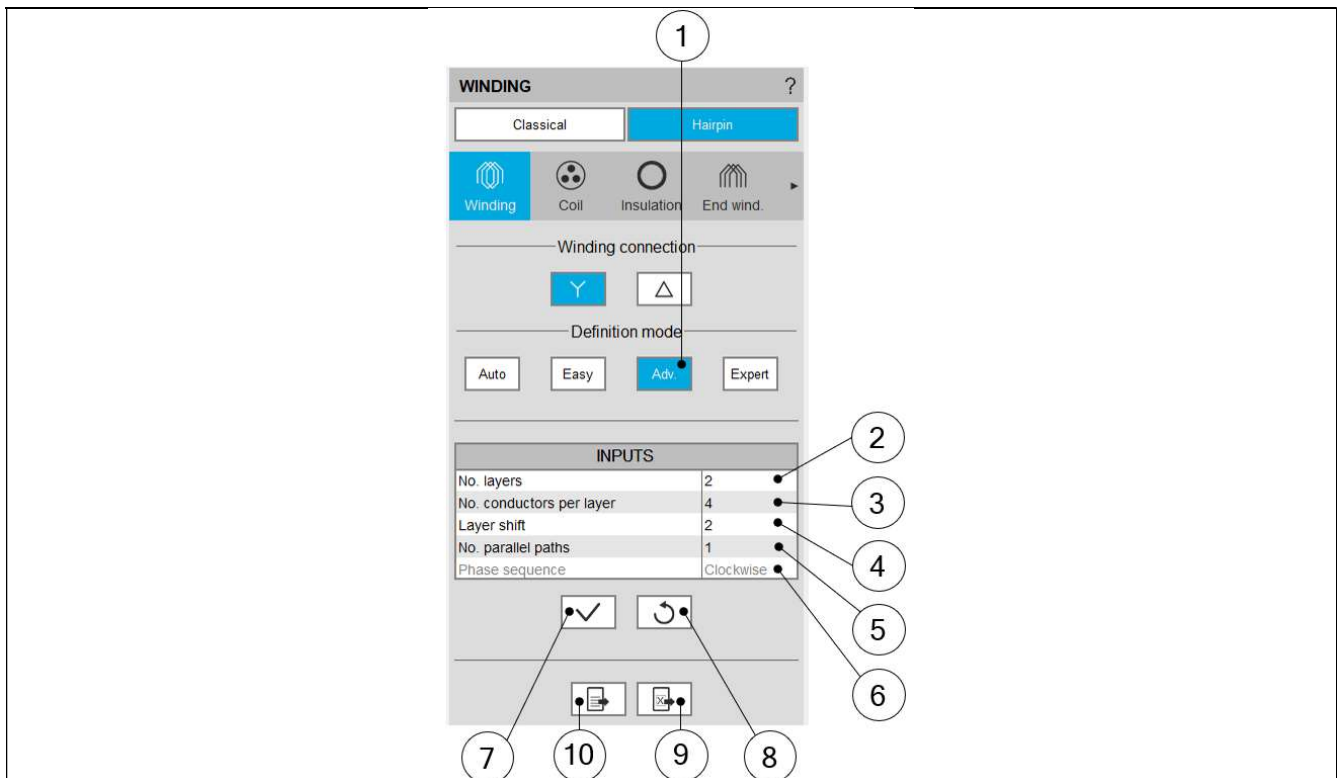 1
WINDING ?
Classical Hairpin
Winding Coil Insulation End wind.
Winding connection
Definition mode
Auto Easy Adv. Expert
INPUTS
No. layers 2
No. conductors per layer 4
Layer shift 2
No. parallel paths 1
Phase sequence Clockwise
2
3
4
5
6
7 10 9 8